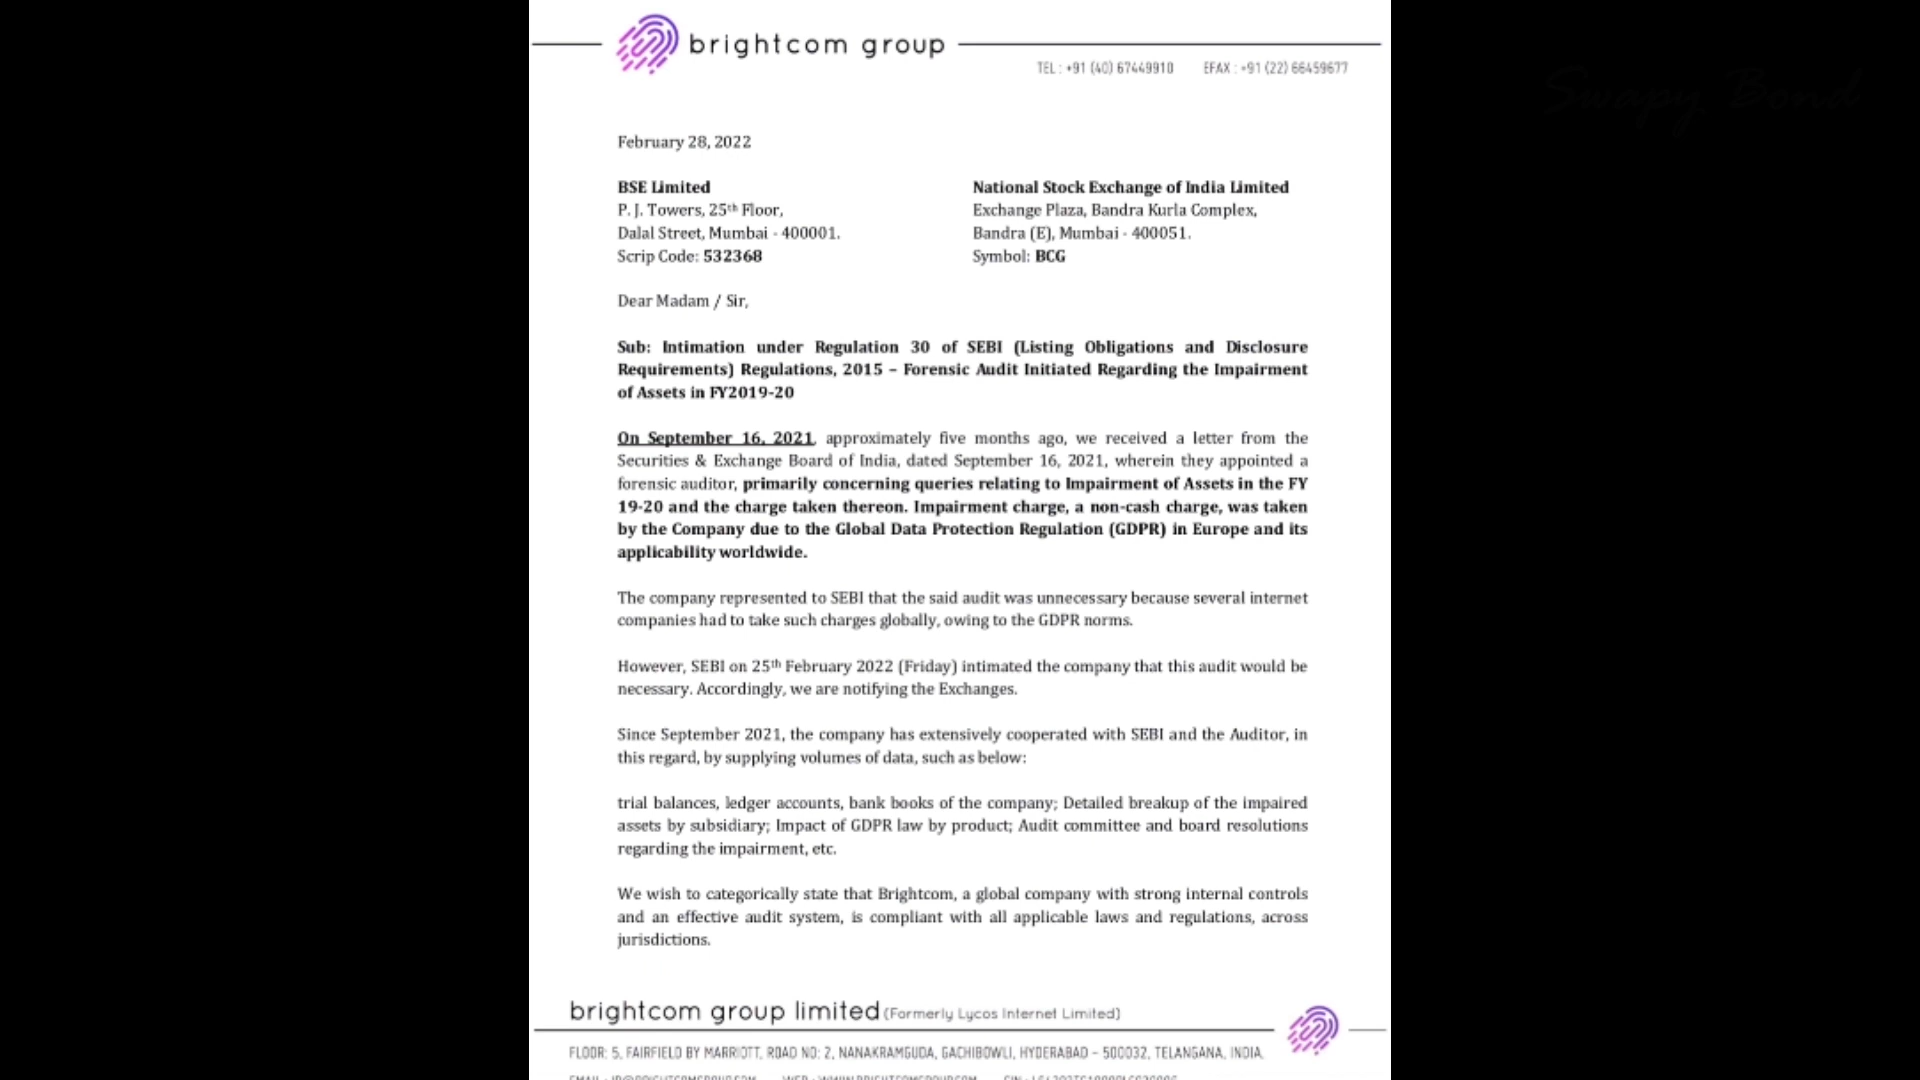 brightcom group
TEL : +91 (40) 67449910 EFAX : +91 (22) 66459677
Swapy Bond
February 28, 2022
BSE Limited
P. J. Towers, 25th Floor,
Dalal Street, Mumbai - 400001.
Scrip Code: 532368
National Stock Exchange of India Limited
Exchange Plaza, Bandra Kurla Complex,
Bandra (E), Mumbai - 400051.
Symbol: BCG
Dear Madam / Sir,
Sub: Intimation under Regulation 30 of SEBI (Listing Obligations and Disclosure
Requirements) Regulations, 2015 – Forensic Audit Initiated Regarding the Impairment
of Assets in FY2019-20
On September 16, 2021, approximately five months ago, we received a letter from the
Securities & Exchange Board of India, dated September 16, 2021, wherein they appointed a
forensic auditor, primarily concerning queries relating to Impairment of Assets in the FY
19-20 and the charge taken thereon. Impairment charge, a non-cash charge, was taken
by the Company due to the Global Data Protection Regulation (GDPR) in Europe and its
applicability worldwide.
The company represented to SEBI that the said audit was unnecessary because several internet
companies had to take such charges globally, owing to the GDPR norms.
However, SEBI on 25th February 2022 (Friday) intimated the company that this audit would be
necessary. Accordingly, we are notifying the Exchanges.
Since September 2021, the company has extensively cooperated with SEBI and the Auditor, in
this regard, by supplying volumes of data, such as below:
trial balances, ledger accounts, bank books of the company; Detailed breakup of the impaired
assets by subsidiary; Impact of GDPR law by product; Audit committee and board resolutions
regarding the impairment, etc.
We wish to categorically state that Brightcom, a global company with strong internal controls
and an effective audit system, is compliant with all applicable laws and regulations, across
jurisdictions.
brightcom group limited (Formerly Lycos Internet Limited)
FLOOR: 5, FAIRFIELD BY MARRIOTT, ROAD NO: 2, NANAKRAMGUDA, GACHIBOWLI, HYDERABAD – 500032, TELANGANA, INDIA.